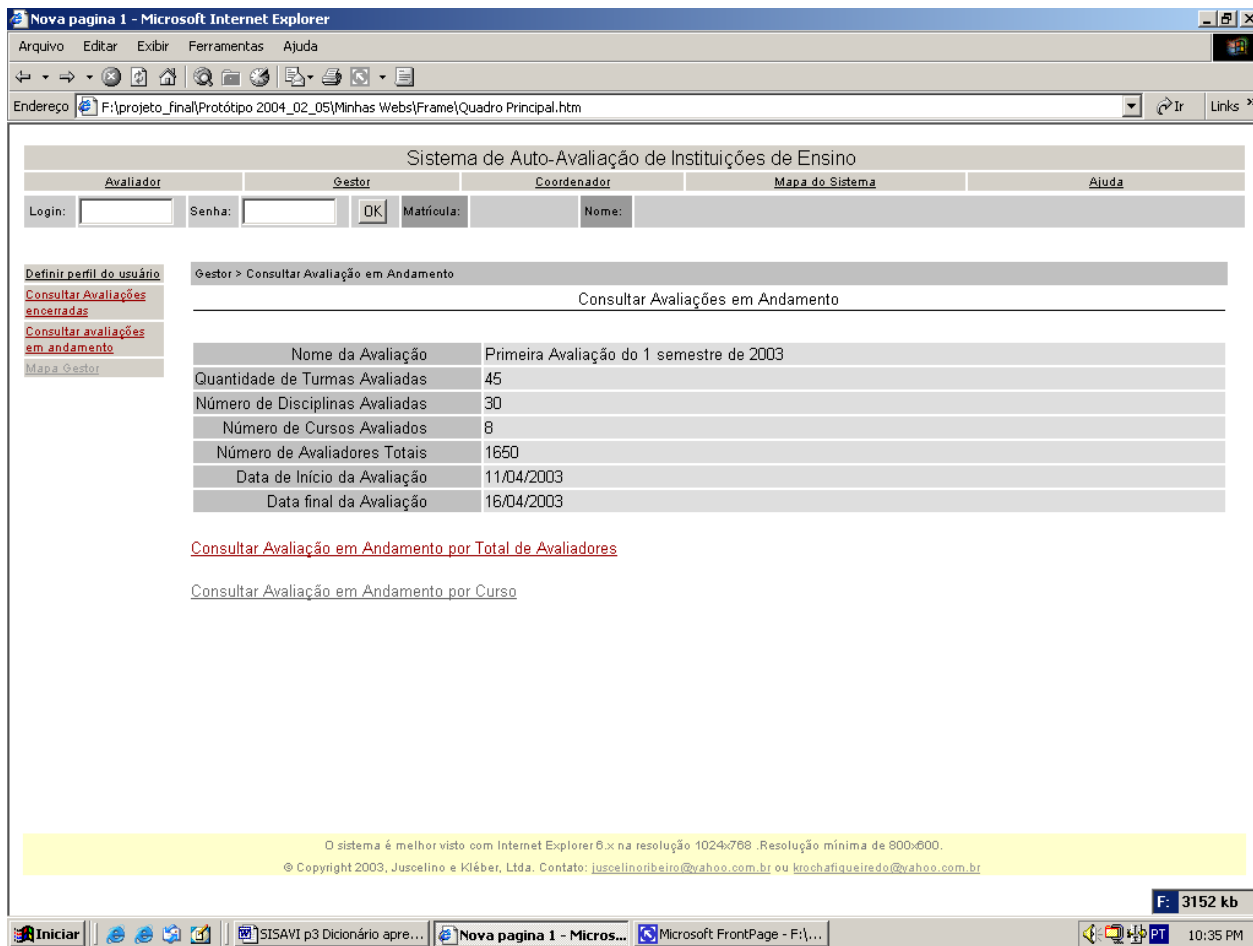 Nova pagina 1 - Microsoft Internet Explorer
Arquivo Editar Exibir Ferramentas Ajuda
Endereço F:\projeto_final\Protótipo 2004_02_05\Minhas Webs\Frame\Quadro Principal.htm Ir Links »
Sistema de Auto-Avaliação de Instituições de Ensino
Avaliador Gestor Coordenador Mapa do Sistema Ajuda
Login: Senha: OK Matrícula: Nome:
Definir perfil do usuário
Consultar Avaliações
encerradas
Consultar avaliações
em andamento
Mapa Gestor
Gestor > Consultar Avaliação em Andamento
Consultar Avaliações em Andamento
Nome da Avaliação Primeira Avaliação do 1 semestre de 2003
Quantidade de Turmas Avaliadas 45
Número de Disciplinas Avaliadas 30
Número de Cursos Avaliados 8
Número de Avaliadores Totais 1650
Data de Início da Avaliação 11/04/2003
Data final da Avaliação 16/04/2003
Consultar Avaliação em Andamento por Total de Avaliadores
Consultar Avaliação em Andamento por Curso
O sistema é melhor visto com Internet Explorer 6.x na resolução 1024x768 .Resolução mínima de 800x600.
© Copyright 2003, Juscelino e Kléber, Ltda. Contato: juscelinoribeiro@yahoo.com.br ou krochafigueiredo@yahoo.com.br
F: 3152 kb
Iniciar SISAVI p3 Dicionário apre... Nova pagina 1 - Micros... Microsoft FrontPage - F:\... PT 10:35 PM